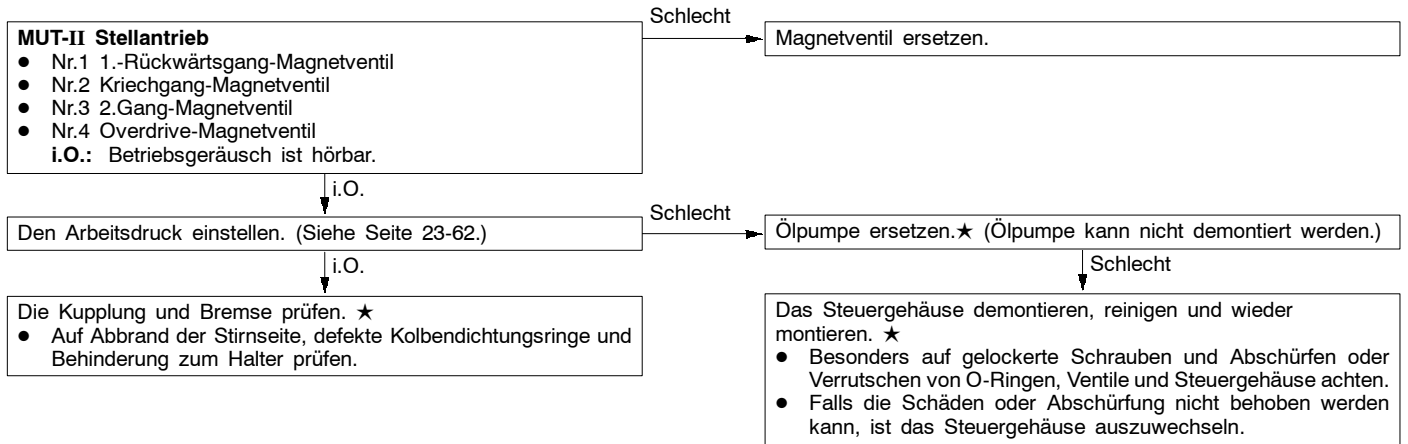 MUT-II Stellantrieb
● Nr.1 1.-Rückwärtsgang-Magnetventil
● Nr.2 Kriechgang-Magnetventil
● Nr.3 2.Gang-Magnetventil
● Nr.4 Overdrive-Magnetventil
i.O.: Betriebsgeräusch ist hörbar.
Schlecht
Magnetventil ersetzen.
i.O.
Den Arbeitsdruck einstellen. (Siehe Seite 23-62.)
Schlecht
Ölpumpe ersetzen.★ (Ölpumpe kann nicht demontiert werden.)
i.O.
Schlecht
Die Kupplung und Bremse prüfen. ★
● Auf Abbrand der Stirnseite, defekte Kolbendichtungsringe und
Behinderung zum Halter prüfen.
Das Steuergehäuse demontieren, reinigen und wieder
montieren. ★
● Besonders auf gelockerte Schrauben und Abschürfen oder
Verrutschen von O-Ringen, Ventile und Steuergehäuse achten.
● Falls die Schäden oder Abschürfung nicht behoben werden
kann, ist das Steuergehäuse auszuwechseln.